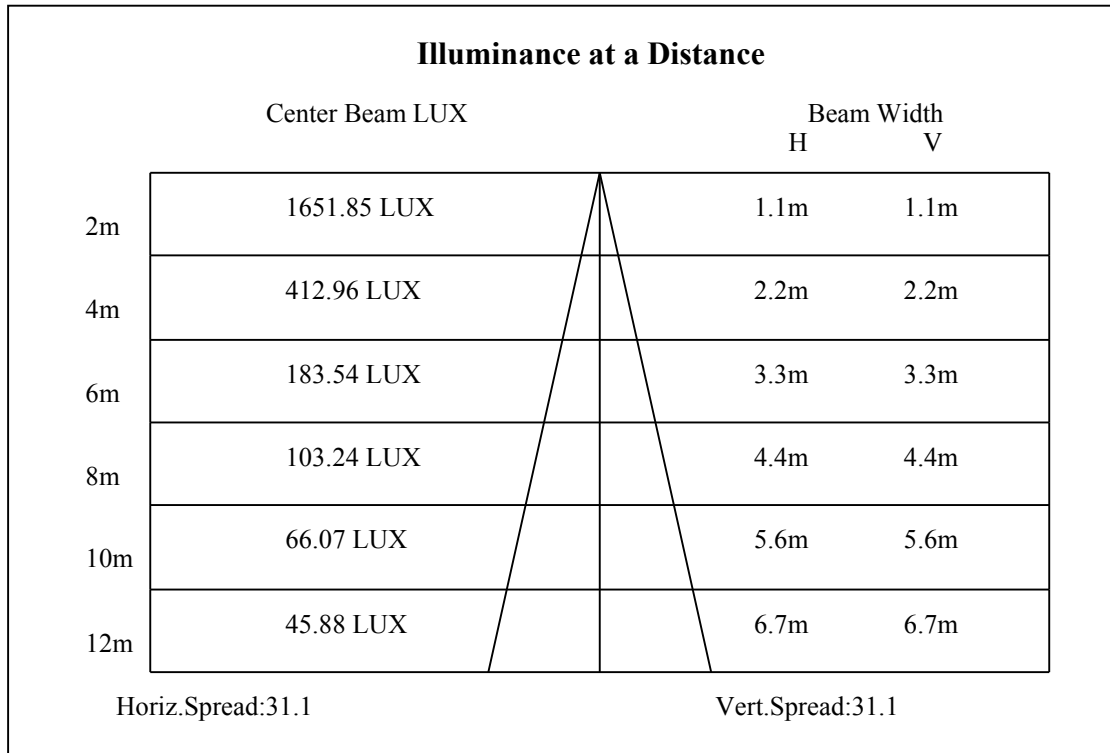 Illuminance at a Distance
Center Beam LUX Beam Width
H V
2m 1651.85 LUX 1.1m 1.1m
4m 412.96 LUX 2.2m 2.2m
6m 183.54 LUX 3.3m 3.3m
8m 103.24 LUX 4.4m 4.4m
10m 66.07 LUX 5.6m 5.6m
12m 45.88 LUX 6.7m 6.7m
Horiz.Spread:31.1 Vert.Spread:31.1